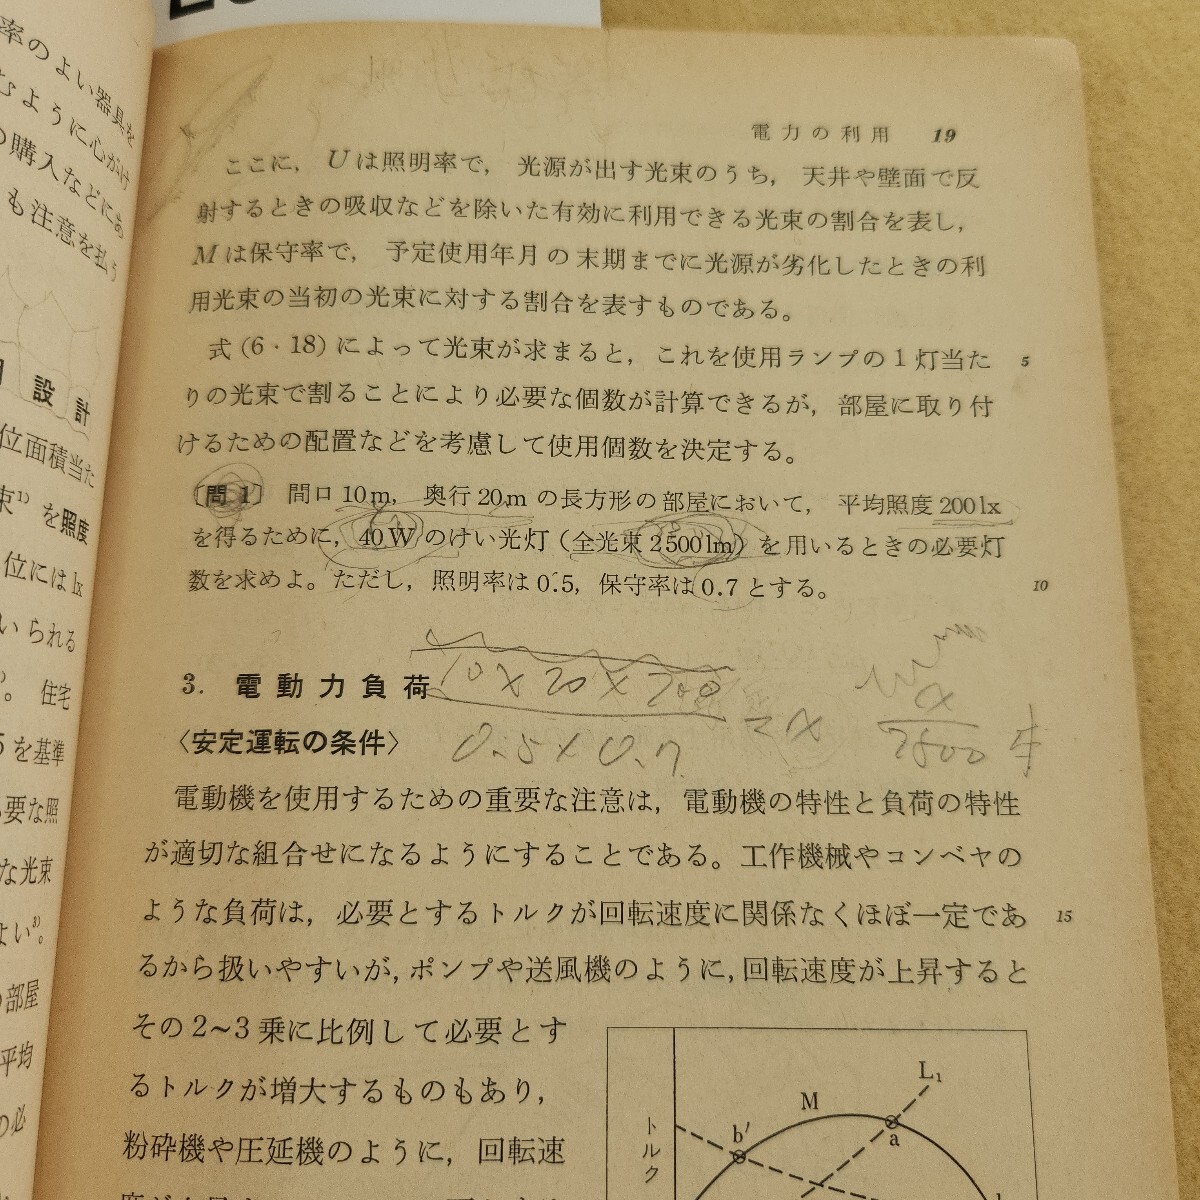 率のよい器具を
むように心がけ
の購入などにあ
も注意を払う
設計
位面積当た
束¹⁾を照度
位には lx
いられる
。住宅
5を基準
必要な照
な光束
よい³⁾。
部屋
平均
の必
電力の利用 19
ここに，Uは照明率で，光源が出す光束のうち，天井や壁面で反
射するときの吸収などを除いた有効に利用できる光束の割合を表し，
Mは保守率で，予定使用年月の末期までに光源が劣化したときの利
用光束の当初の光束に対する割合を表すものである。
式(6・18)によって光束が求まると，これを使用ランプの1灯当た 5
りの光束で割ることにより必要な個数が計算できるが，部屋に取り付
けるための配置などを考慮して使用個数を決定する。
〔問1〕 間口10m，奥行20mの長方形の部屋において，平均照度200lx
を得るために，40Wのけい光灯（全光束2500lm）を用いるときの必要灯
数を求めよ。ただし，照明率は0.5，保守率は0.7とする。 10
10×20×200
0.5×0.7
=x
x
2500
3. 電動力負荷
〈安定運転の条件〉
電動機を使用するための重要な注意は，電動機の特性と負荷の特性
が適切な組合せになるようにすることである。工作機械やコンベヤの
ような負荷は，必要とするトルクが回転速度に関係なくほぼ一定であ 15
るから扱いやすいが，ポンプや送風機のように，回転速度が上昇すると
その2~3乗に比例して必要とす
るトルクが増大するものもあり，
粉砕機や圧延機のように，回転速
トルク
M
L₁
a
b′